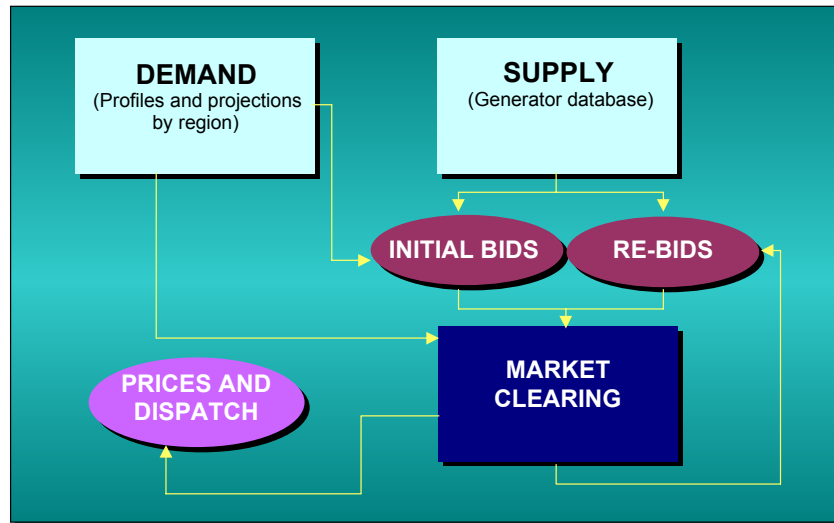 DEMAND
(Profiles and projections
by region)
SUPPLY
(Generator database)
INITIAL BIDS
RE-BIDS
MARKET
CLEARING
PRICES AND
DISPATCH